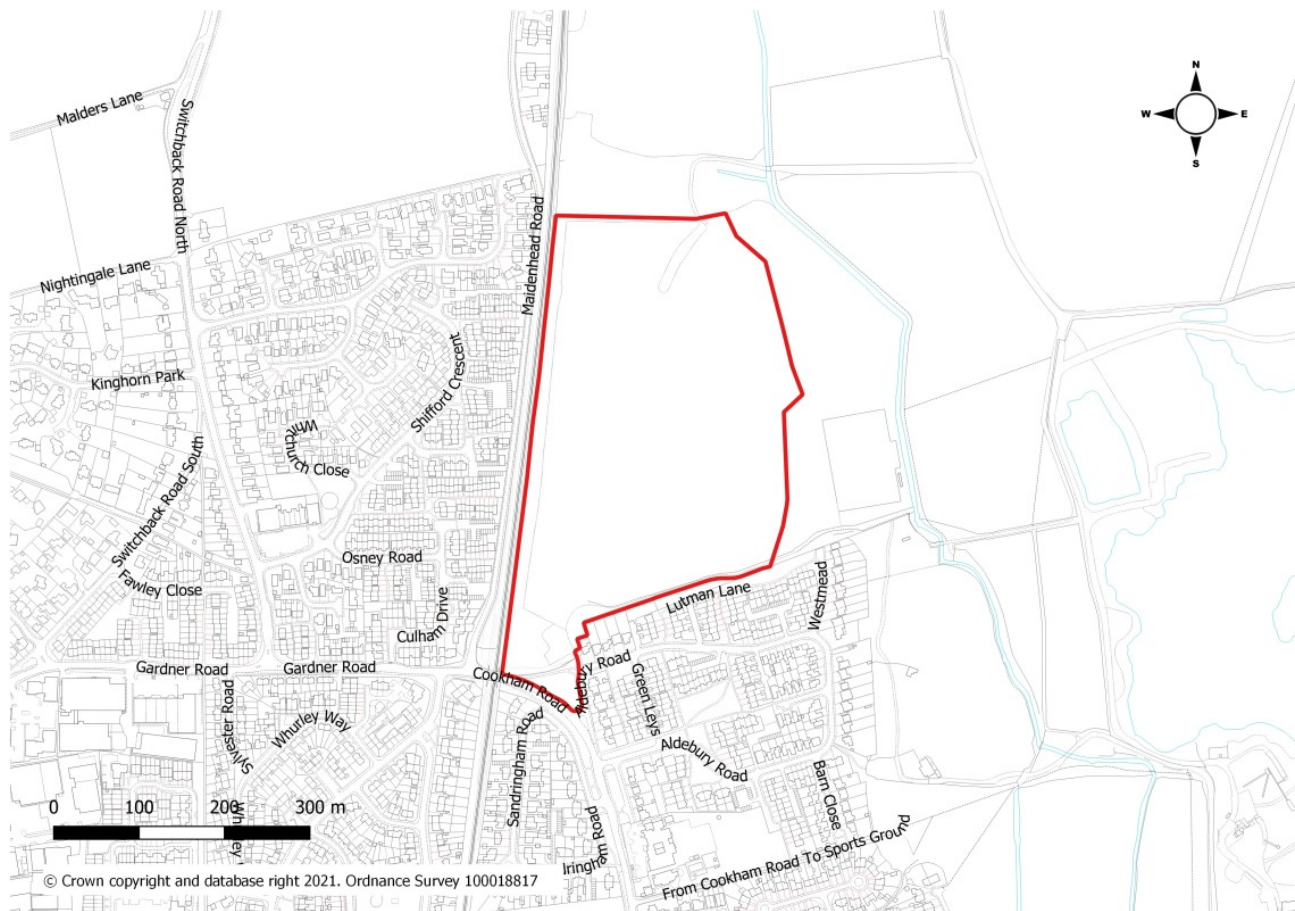 Malders Lane
Switchback Road North
N
W
E
S
Maidenhead Road
Nightingale Lane
Shifford Crescent
Kinghorn Park
Whitchurch Close
Switchback Road South
Osney Road
Fawley Close
Culham Drive
Lutman Lane
Westmead
Gardner Road
Gardner Road
Cookham Road
Aldebury Road
Green Leys
Sylvester Road
Whurley Way
Sandringham Road
Aldebury Road
Barn Close
0 100 200 300 m
Whurley
Iringham Road
From Cookham Road To Sports Ground
© Crown copyright and database right 2021. Ordnance Survey 100018817